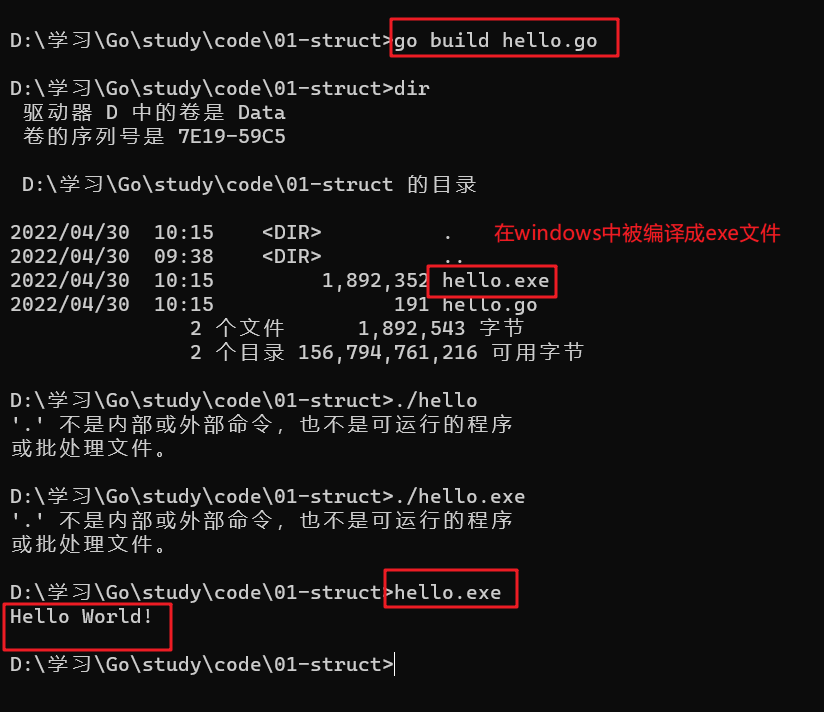 D:\学习\Go\study\code\01-struct>go build hello.go
D:\学习\Go\study\code\01-struct>dir
驱动器 D 中的卷是 Data
卷的序列号是 7E19-59C5
D:\学习\Go\study\code\01-struct 的目录
2022/04/30  10:15    <DIR>          .  在windows中被编译成exe文件
2022/04/30  09:38    <DIR>          ..
2022/04/30  10:15         1,892,352 hello.exe
2022/04/30  10:15               191 hello.go
2 个文件      1,892,543 字节
2 个目录 156,794,761,216 可用字节
D:\学习\Go\study\code\01-struct>./hello
'.' 不是内部或外部命令，也不是可运行的程序
或批处理文件。
D:\学习\Go\study\code\01-struct>./hello.exe
'.' 不是内部或外部命令，也不是可运行的程序
或批处理文件。
D:\学习\Go\study\code\01-struct>hello.exe
Hello World!
D:\学习\Go\study\code\01-struct>